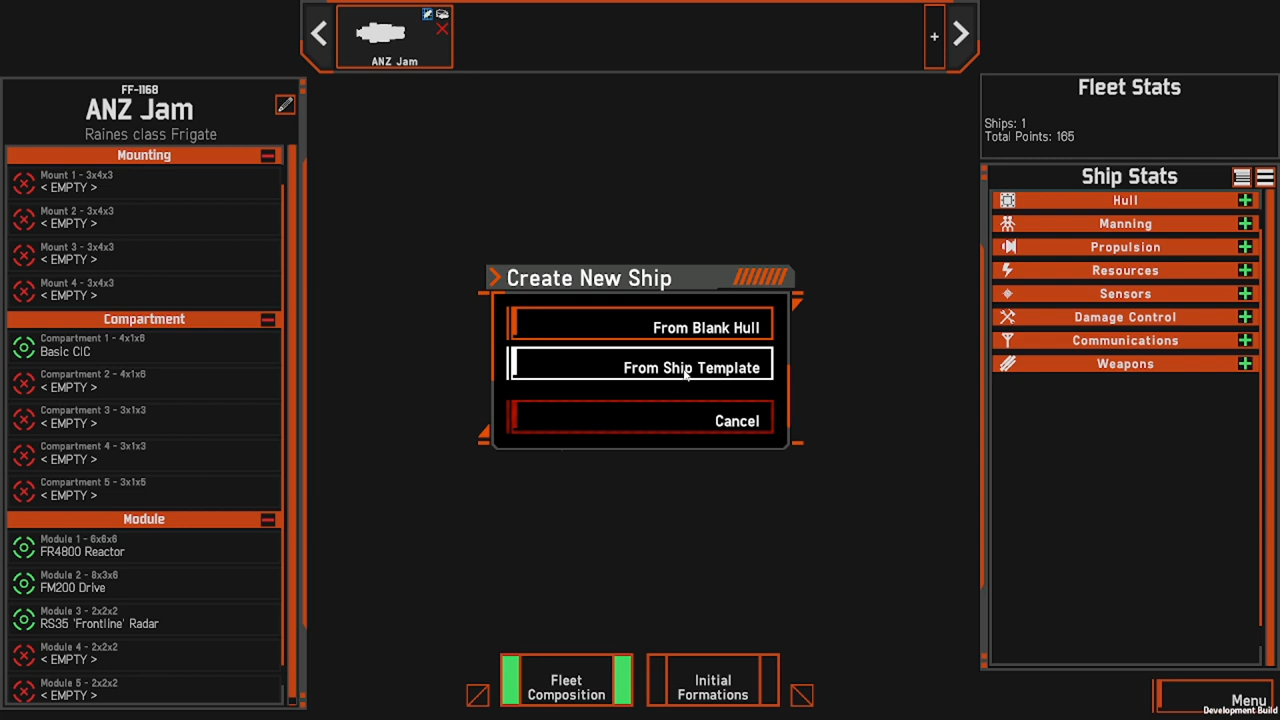 ANZ Jam
+
FF-1168
ANZ Jam
Raines class Frigate
Mounting
Mount 1 - 3x4x3
< EMPTY >
Mount 2 - 3x4x3
< EMPTY >
Mount 3 - 3x4x3
< EMPTY >
Mount 4 - 3x4x3
< EMPTY >
Compartment
Compartment 1 - 4x1x6
Basic CIC
Compartment 2 - 4x1x6
< EMPTY >
Compartment 3 - 3x1x3
< EMPTY >
Compartment 4 - 3x1x3
< EMPTY >
Compartment 5 - 3x1x6
< EMPTY >
Module
Module 1 - 6x6x6
FR4800 Reactor
Module 2 - 8x3x6
FM200 Drive
Module 3 - 2x2x2
RS35 'Frontline' Radar
Module 4 - 2x2x2
< EMPTY >
Module 5 - 2x2x2
< EMPTY >
Create New Ship
From Blank Hull
From Ship Template
Cancel
Fleet Composition
Initial Formations
Fleet Stats
Ships: 1
Total Points: 165
Ship Stats
Hull
Manning
Propulsion
Resources
Sensors
Damage Control
Communications
Weapons
Menu
Development Build